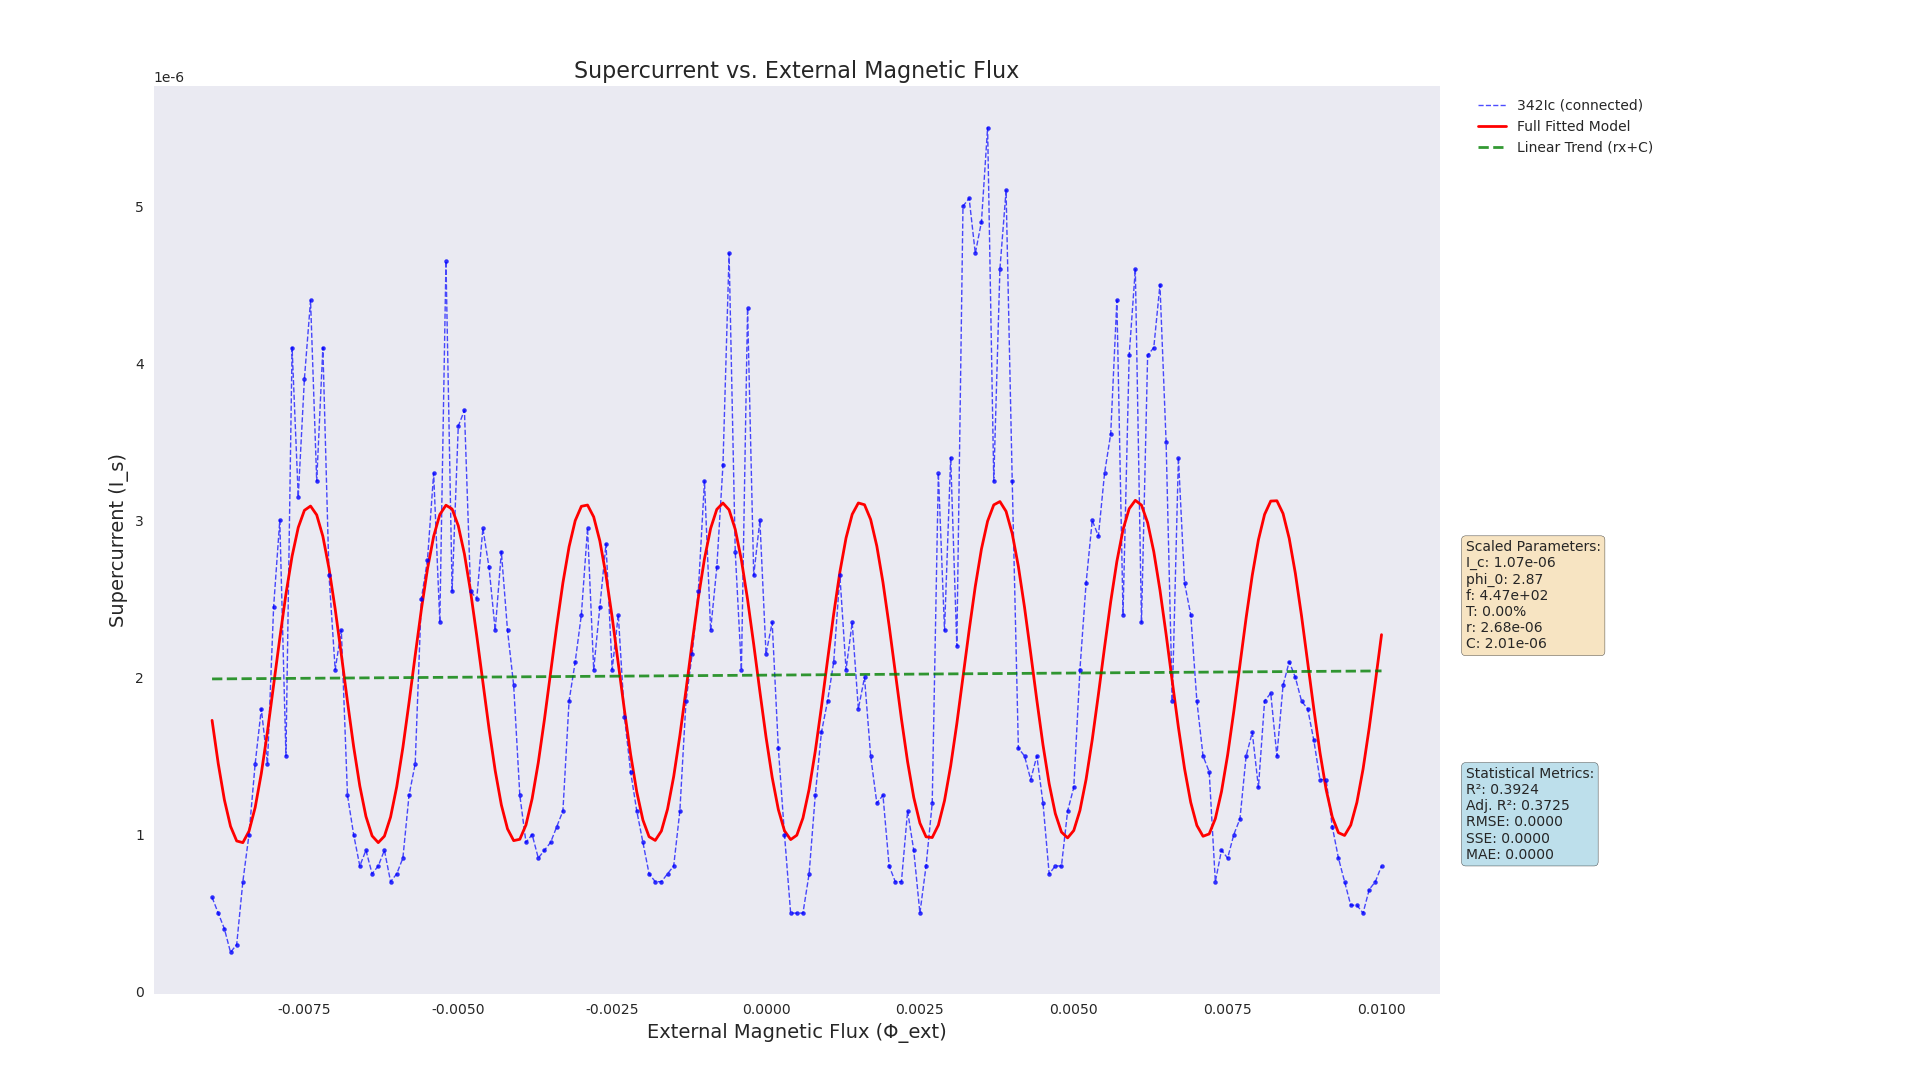 Supercurrent vs. External Magnetic Flux
1e-6
342Ic (connected)
Full Fitted Model
Linear Trend (rx+C)
5
4
3
2
1
0
Supercurrent (I_s)
-0.0075
-0.0050
-0.0025
0.0000
0.0025
0.0050
0.0075
0.0100
External Magnetic Flux (Φ_ext)
Scaled Parameters:
I_c: 1.07e-06
phi_0: 2.87
f: 4.47e+02
T: 0.00%
r: 2.68e-06
C: 2.01e-06
Statistical Metrics:
R²: 0.3924
Adj. R²: 0.3725
RMSE: 0.0000
SSE: 0.0000
MAE: 0.0000